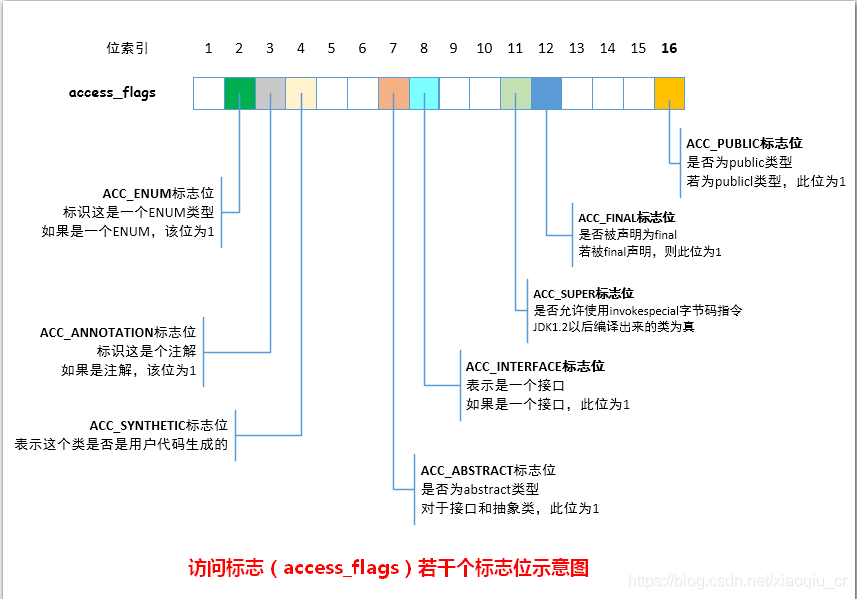 位索引 1 2 3 4 5 6 7 8 9 10 11 12 13 14 15 16
access_flags
ACC_PUBLIC标志位
是否为public类型
若为publicl类型，此位为1
ACC_ENUM标志位
标识这是一个ENUM类型
如果是一个ENUM，该位为1
ACC_FINAL标志位
是否被声明为final
若被final声明，则此位为1
ACC_SUPER标志位
是否允许使用invokespecial字节码指令
JDK1.2以后编译出来的类为真
ACC_ANNOTATION标志位
标识这是个注解
如果是注解，该位为1
ACC_INTERFACE标志位
表示是一个接口
如果是一个接口，此位为1
ACC_SYNTHETIC标志位
表示这个类是否是用户代码生成的
ACC_ABSTRACT标志位
是否为abstract类型
对于接口和抽象类，此位为1
访问标志（access_flags）若干个标志位示意图
https://blog.csdn.net/xiaoqiu_cr